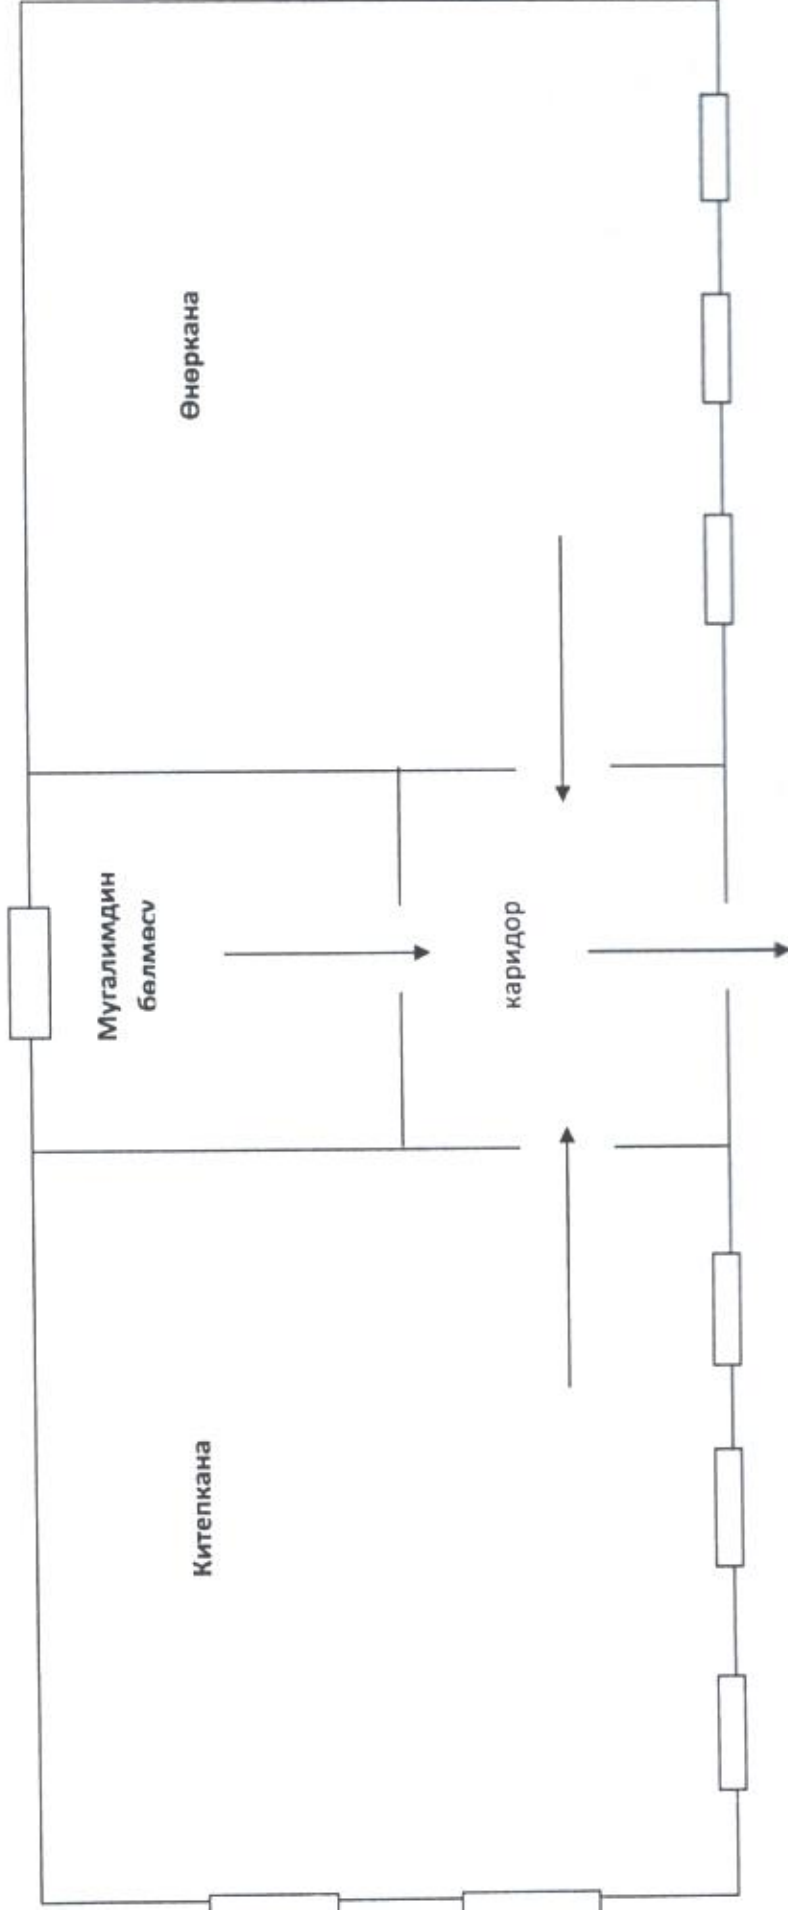 Китепкана
Мугалимдин
бөлмөсү
каридор
Өнөркана